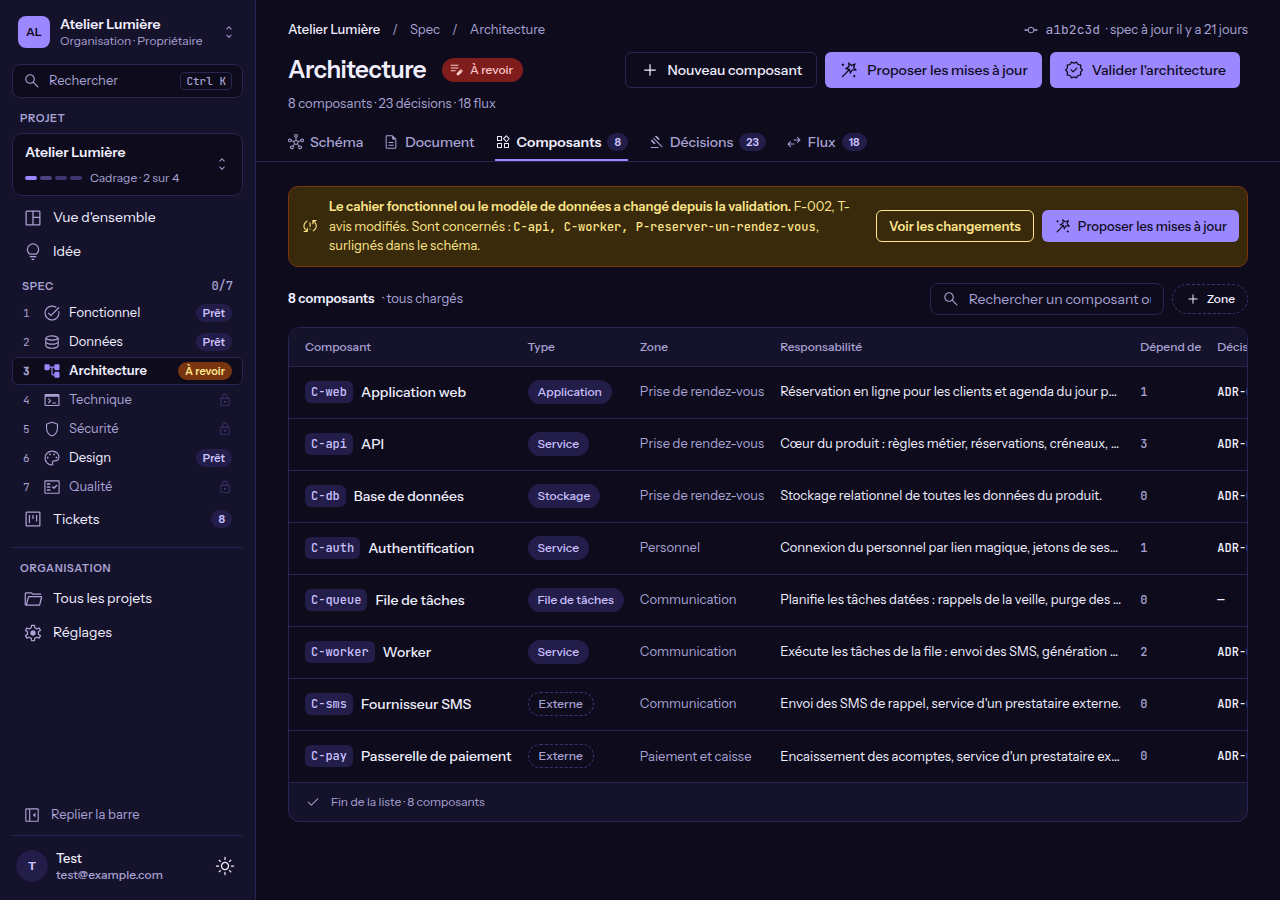 AL
Atelier Lumière
Organisation · Propriétaire
Rechercher
Ctrl K
PROJET
Atelier Lumière
Cadrage · 2 sur 4
Vue d'ensemble
Idée
SPEC 0/7
1 Fonctionnel Prêt
2 Données Prêt
3 Architecture À revoir
4 Technique
5 Sécurité
6 Design Prêt
7 Qualité
Tickets 8
ORGANISATION
Tous les projets
Réglages
Replier la barre
T
Test
test@example.com
Atelier Lumière / Spec / Architecture
a1b2c3d · spec à jour il y a 21 jours
Architecture
À revoir
Nouveau composant
Proposer les mises à jour
Valider l'architecture
8 composants · 23 décisions · 18 flux
Schéma
Document
Composants 8
Décisions 23
Flux 18
Le cahier fonctionnel ou le modèle de données a changé depuis la validation. F-002, T-
avis modifiés. Sont concernés : C-api, C-worker, P-reserver-un-rendez-vous,
surlignés dans le schéma.
Voir les changements
Proposer les mises à jour
8 composants · tous chargés
Rechercher un composant o
Zone
Composant Type Zone Responsabilité Dépend de Décis
C-web Application web Application Prise de rendez-vous Réservation en ligne pour les clients et agenda du jour p… 1 ADR-
C-api API Service Prise de rendez-vous Cœur du produit : règles métier, réservations, créneaux, … 3 ADR-
C-db Base de données Stockage Prise de rendez-vous Stockage relationnel de toutes les données du produit. 0 ADR-
C-auth Authentification Service Personnel Connexion du personnel par lien magique, jetons de ses… 1 ADR-
C-queue File de tâches File de tâches Communication Planifie les tâches datées : rappels de la veille, purge des … 0 —
C-worker Worker Service Communication Exécute les tâches de la file : envoi des SMS, génération … 2 ADR-
C-sms Fournisseur SMS Externe Communication Envoi des SMS de rappel, service d'un prestataire externe. 0 ADR-
C-pay Passerelle de paiement Externe Paiement et caisse Encaissement des acomptes, service d'un prestataire ex… 0 ADR-
Fin de la liste · 8 composants